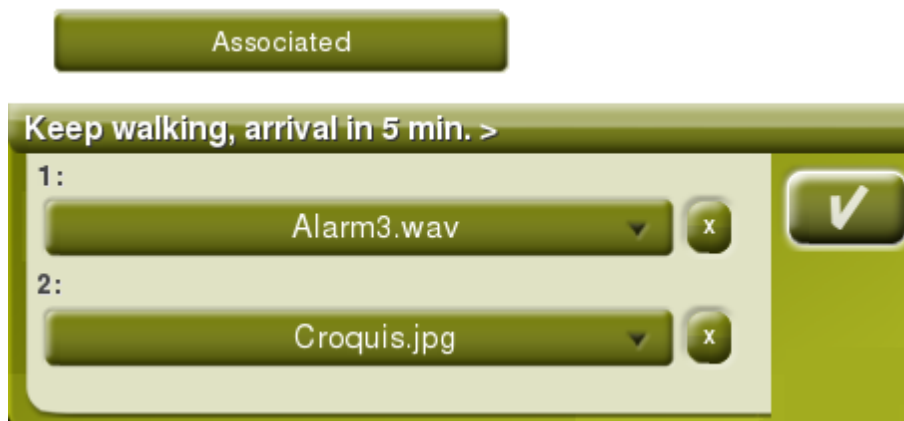 Associated
Keep walking, arrival in 5 min. >
1:
Alarm3.wav
x
2:
Croquis.jpg
x